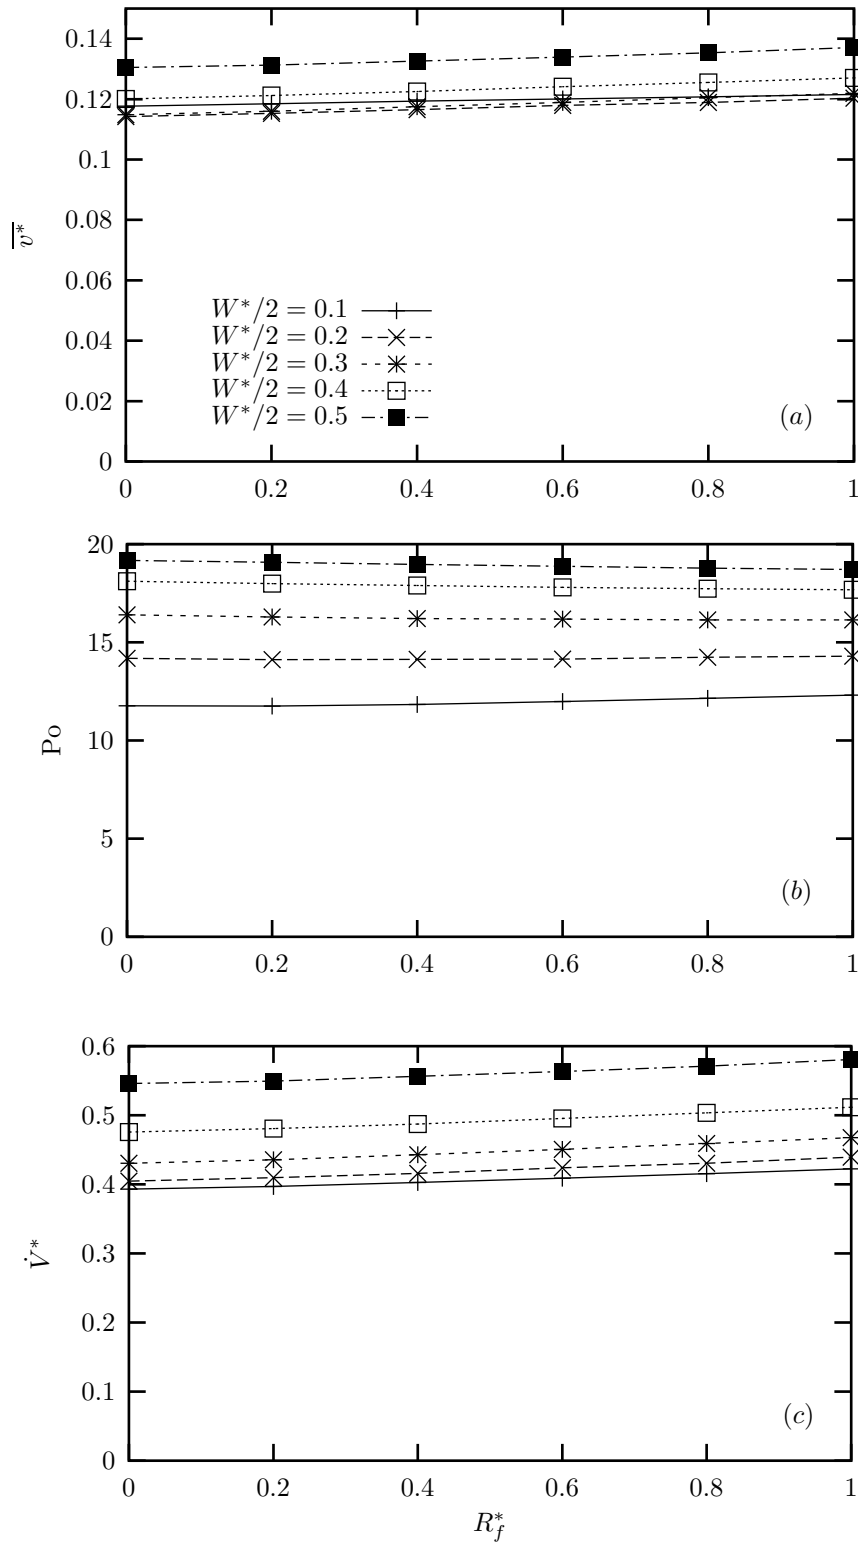 0.14
0.12
0.1
0.08
0.06
0.04
0.02
0
v*
W*/2 = 0.1
W*/2 = 0.2
W*/2 = 0.3
W*/2 = 0.4
W*/2 = 0.5
(a)
0 0.2 0.4 0.6 0.8 1
20
15
10
5
0
Po
(b)
0 0.2 0.4 0.6 0.8 1
0.6
0.5
0.4
0.3
0.2
0.1
0
V̇*
(c)
0 0.2 0.4 0.6 0.8 1
R*f